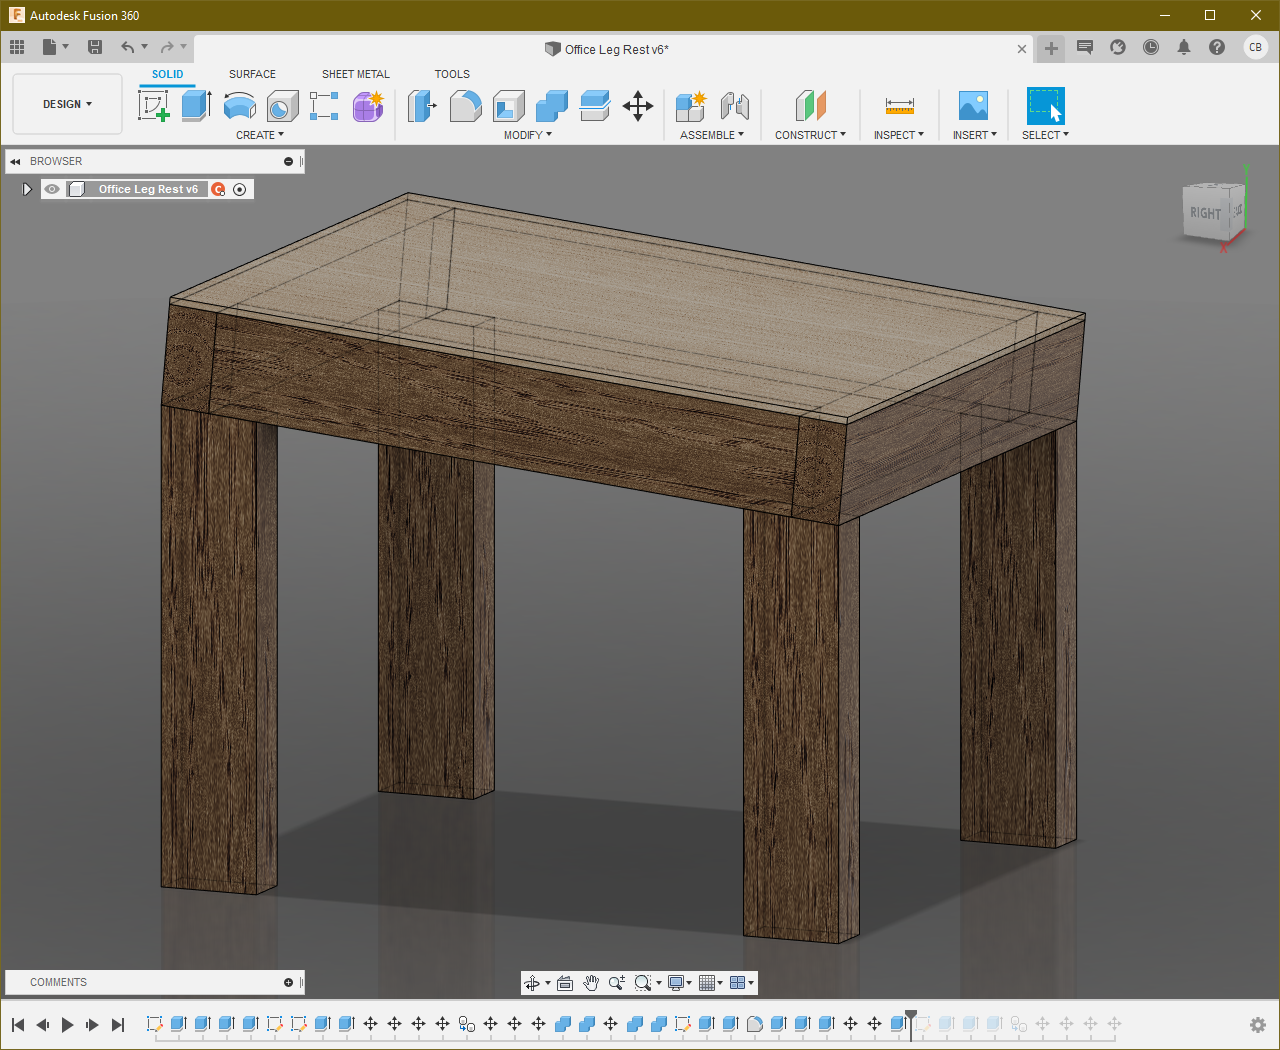 Autodesk Fusion 360
Office Leg Rest v6*
CB
SOLID SURFACE SHEET METAL TOOLS
DESIGN
CREATE MODIFY ASSEMBLE CONSTRUCT INSPECT INSERT SELECT
BROWSER
Office Leg Rest v6
Y
RIGHT
X
COMMENTS